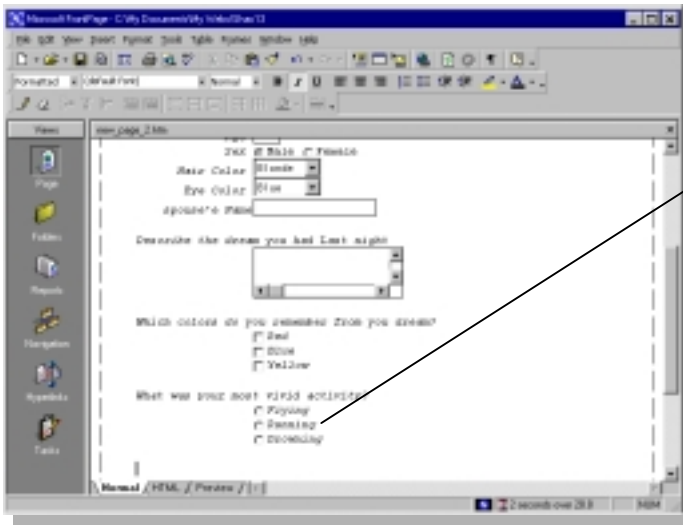 Microsoft FrontPage - C:\My Documents\My Webs\
File Edit View Insert Format Tools Table Frames Window Help
Formatted (default font) Normal B I U
Views
new_page_2.htm
Page
Folders
Reports
Navigation
Hyperlinks
Tasks
Sex Male Female
Hair Color Blonde
Eye Color Blue
Spouse's Name
Describe the dream you had last night
Which colors do you remember from you dream?
Red
Blue
Yellow
What was your most vivid activity?
Flying
Running
Drowning
Normal HTML Preview
2 seconds over 28.8
NUM